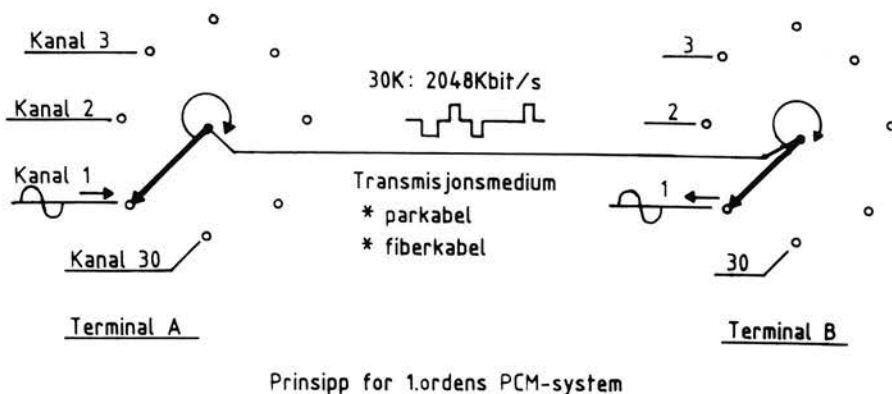 Kanal 3
3
30K: 2048Kbit/s
Kanal 2
2
Kanal 1
Transmisjonsmedium
1
* parkabel
* fiberkabel
Kanal 30
30
Terminal A
Terminal B
Prinsipp for 1.ordens PCM-system